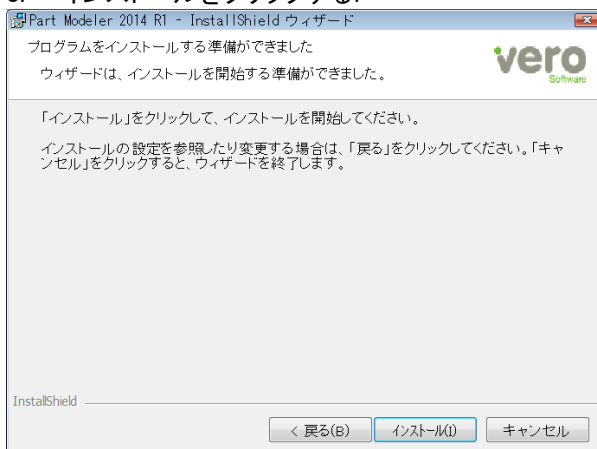 Part Modeler 2014 R1 - InstallShield ウィザード
プログラムをインストールする準備ができました
ウィザードは、インストールを開始する準備ができました。
vero
Software
「インストール」をクリックして、インストールを開始してください。
インストールの設定を参照したり変更する場合は、「戻る」をクリックしてください。「キャ
ンセル」をクリックすると、ウィザードを終了します。
InstallShield
< 戻る(B)
インストール(I)
キャンセル